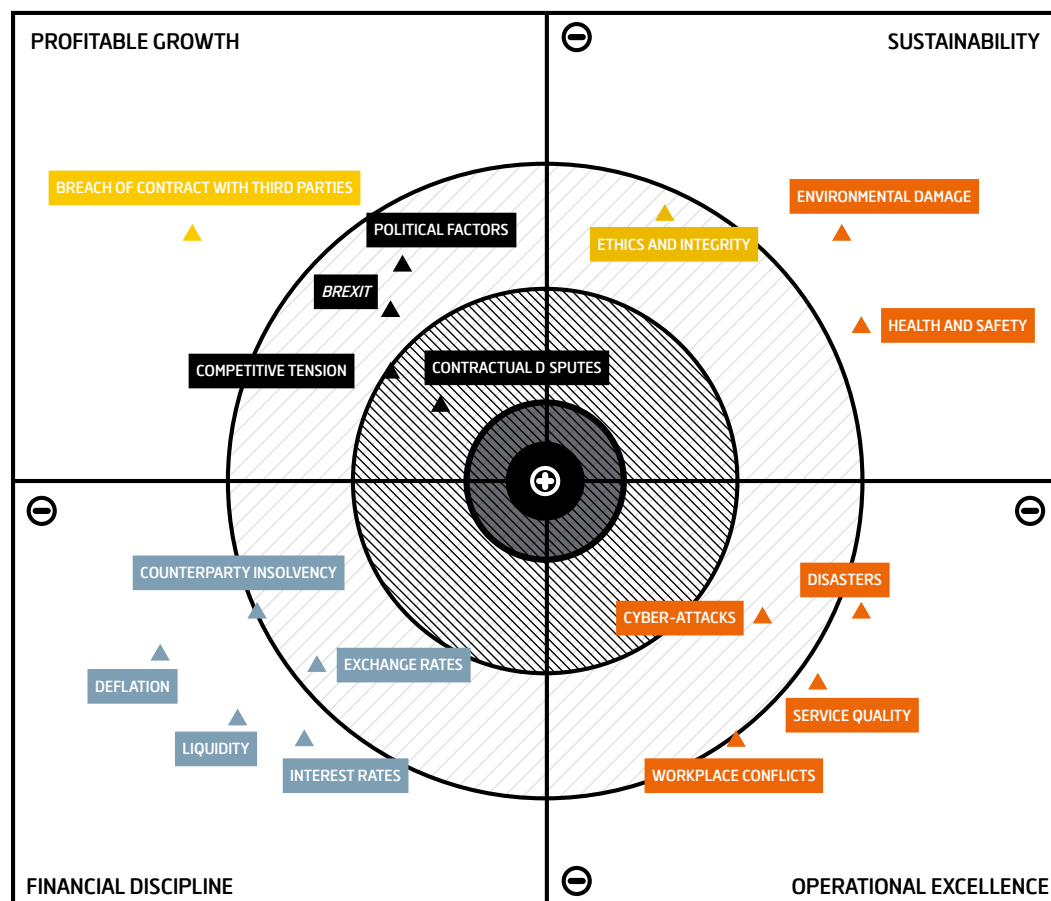 PROFITABLE GROWTH
SUSTAINABILITY
BREACH OF CONTRACT WITH THIRD PARTIES
ENVIRONMENTAL DAMAGE
POLITICAL FACTORS
ETHICS AND INTEGRITY
BREXIT
HEALTH AND SAFETY
COMPETITIVE TENSION
CONTRACTUAL D SPUTES
COUNTERPARTY INSOLVENCY
DISASTERS
CYBER-ATTACKS
EXCHANGE RATES
DEFLATION
SERVICE QUALITY
LIQUIDITY
INTEREST RATES
WORKPLACE CONFLICTS
FINANCIAL DISCIPLINE
OPERATIONAL EXCELLENCE